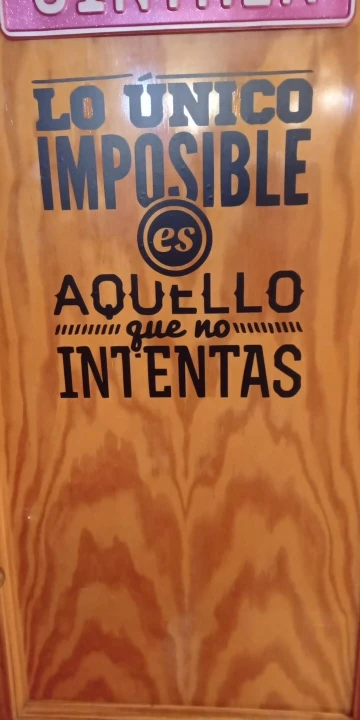 LO ÚNICO
IMPOSIBLE
es
AQUELLO
que no
INTENTAS